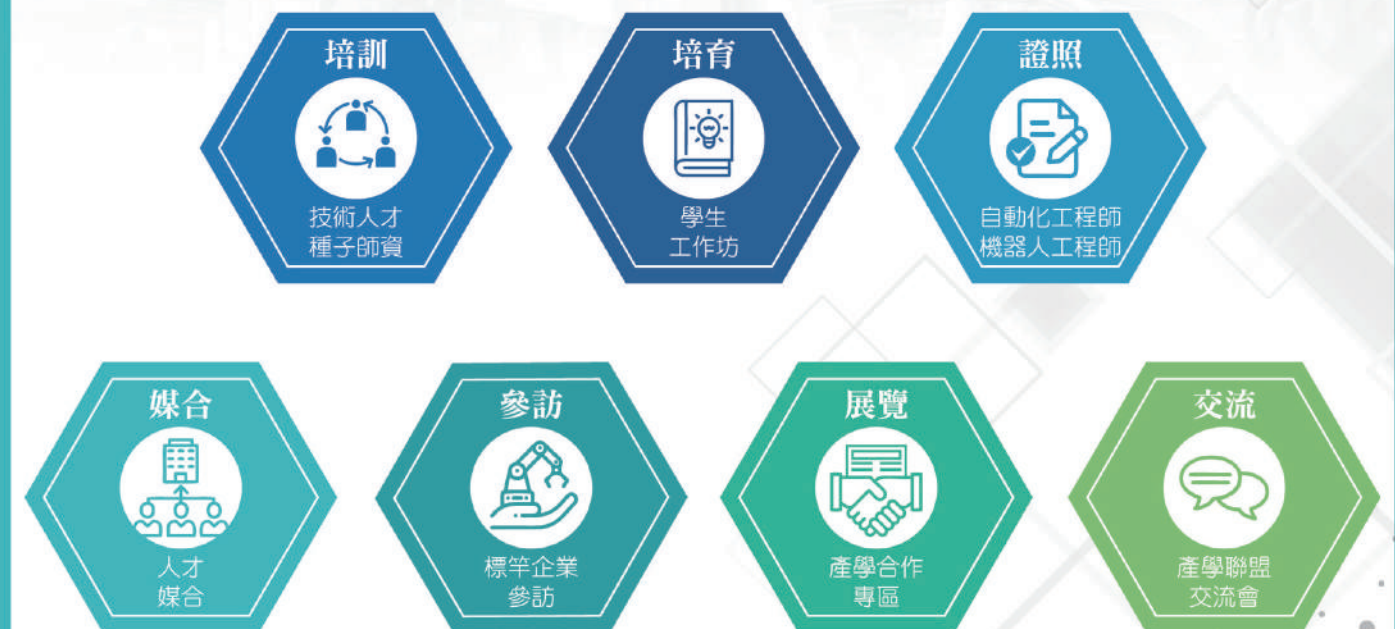 培訓
技術人才
種子師資
培育
學生
工作坊
證照
自動化工程師
機器人工程師
媒合
人才
媒合
參訪
標竿企業
參訪
展覽
產學合作
專區
交流
產學聯盟
交流會